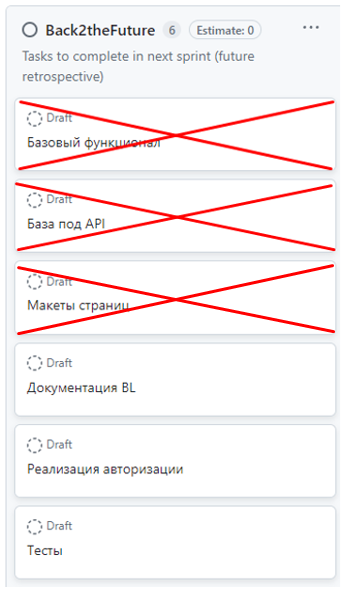 Back2theFuture 6 Estimate: 0 ...
Tasks to complete in next sprint (future
retrospective)
Draft
Базовый функционал
Draft
База под API
Draft
Макеты страниц
Draft
Документация BL
Draft
Реализация авторизации
Draft
Тесты